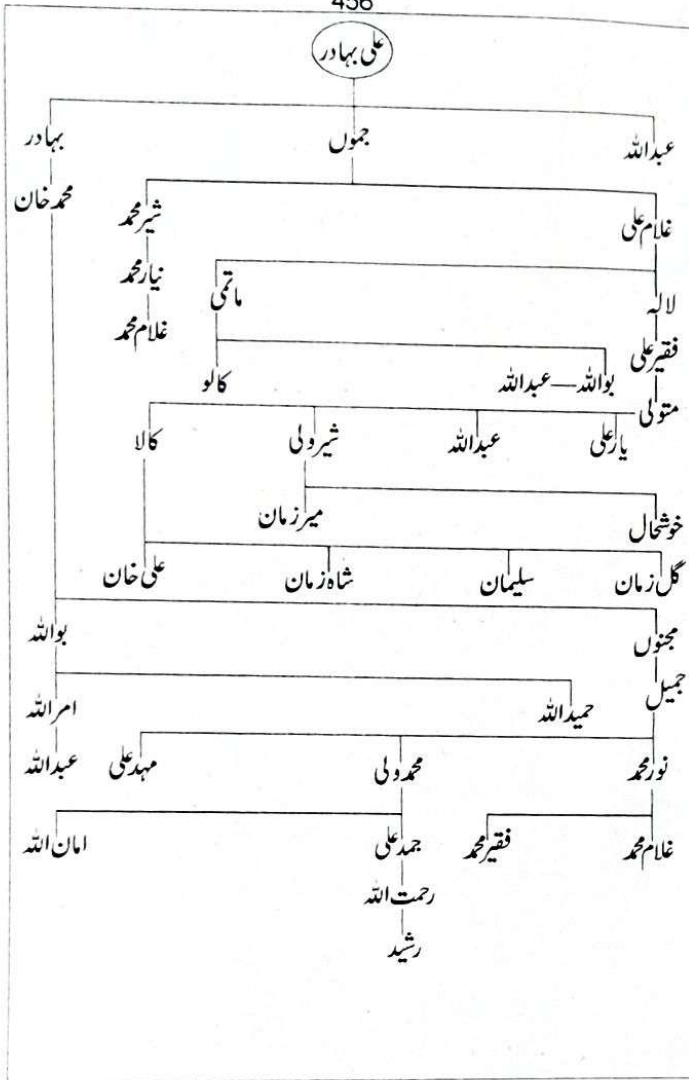 456
علی بہادر
عبداللہ جموں بہادر
غلام علی شیر محمد محمد خان
لالہ ماتمی نیار محمد
فقیر علی غلام محمد
بواللہ — عبداللہ کالو
متولی
یار علی عبداللہ شیر ولی کالا
خوشحال میر زمان
گل زمان سلیمان شاہ زمان علی خان
مجنوں بواللہ
جمیل حمید اللہ امر اللہ
نور محمد محمد ولی مہد علی عبداللہ
غلام محمد فقیر محمد جمد علی امان اللہ
رحمت اللہ
رشید